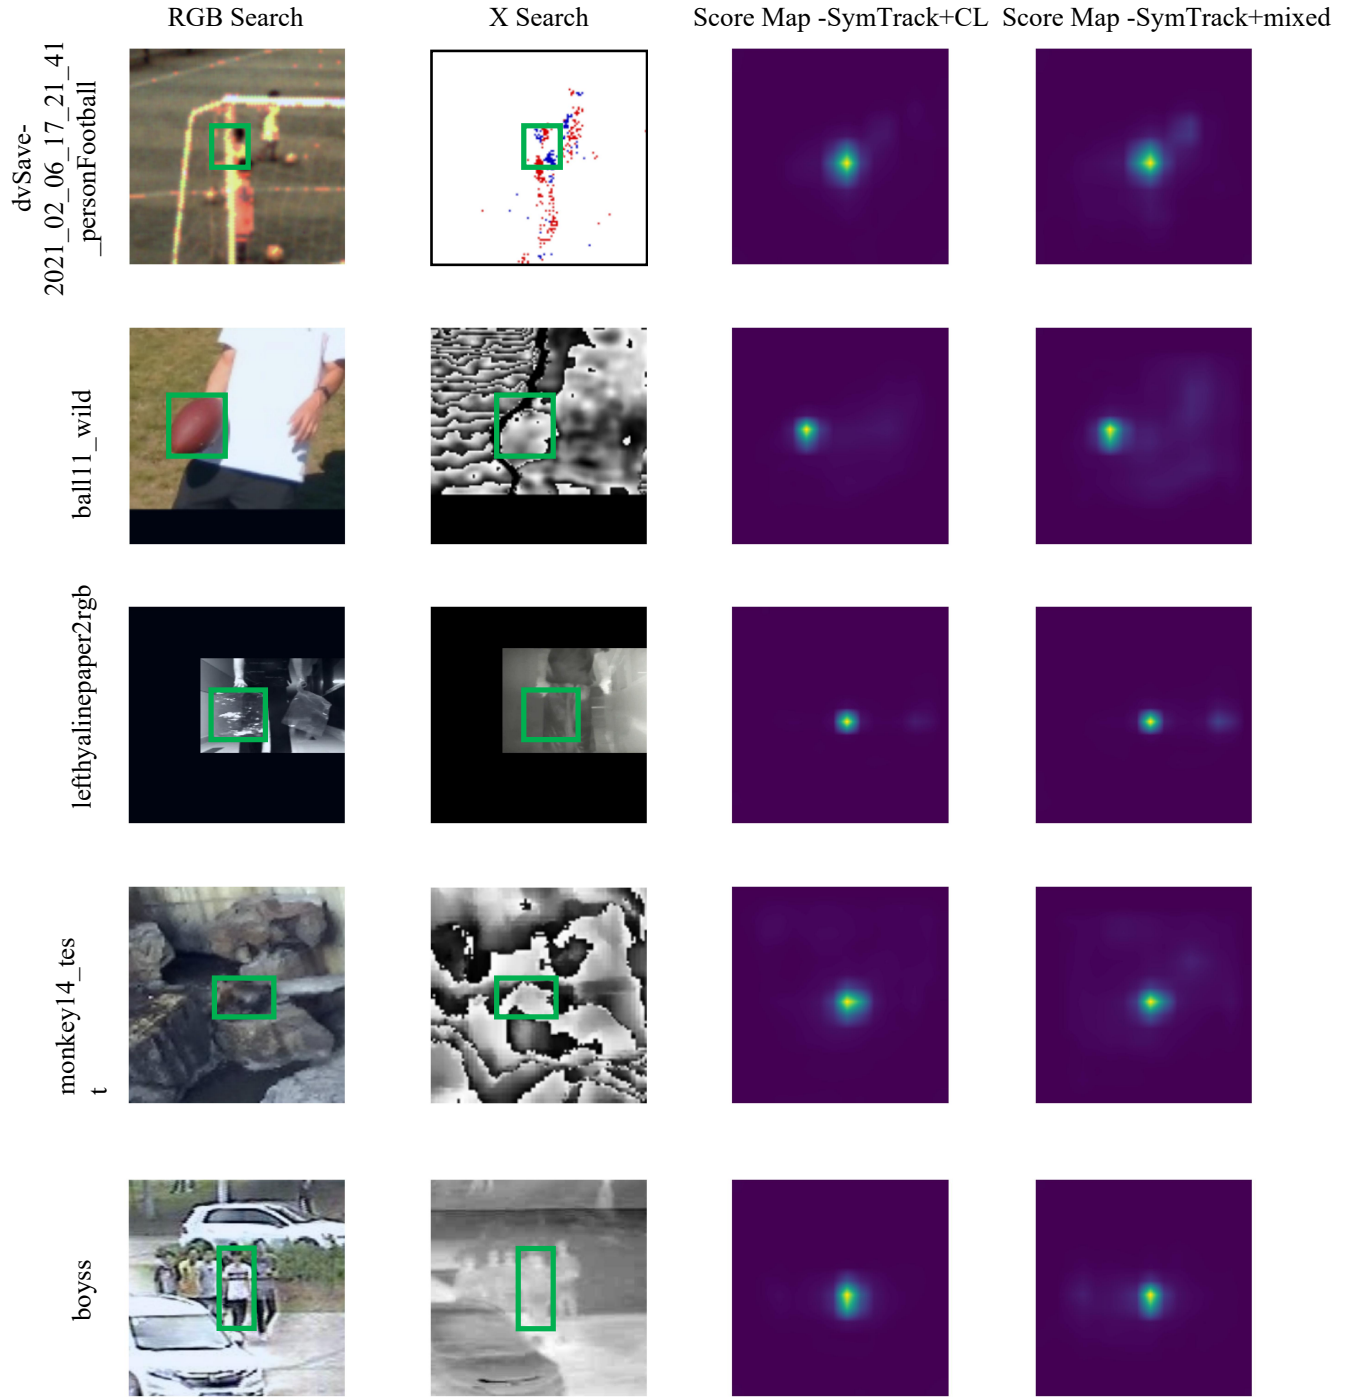 RGB Search
X Search
Score Map -SymTrack+CL
Score Map -SymTrack+mixed
dvSave-
2021_02_06_17_21_41
_personFootball
ball11_wild
lefthyalinepaper2rgb
monkey14_tes
t
boyss